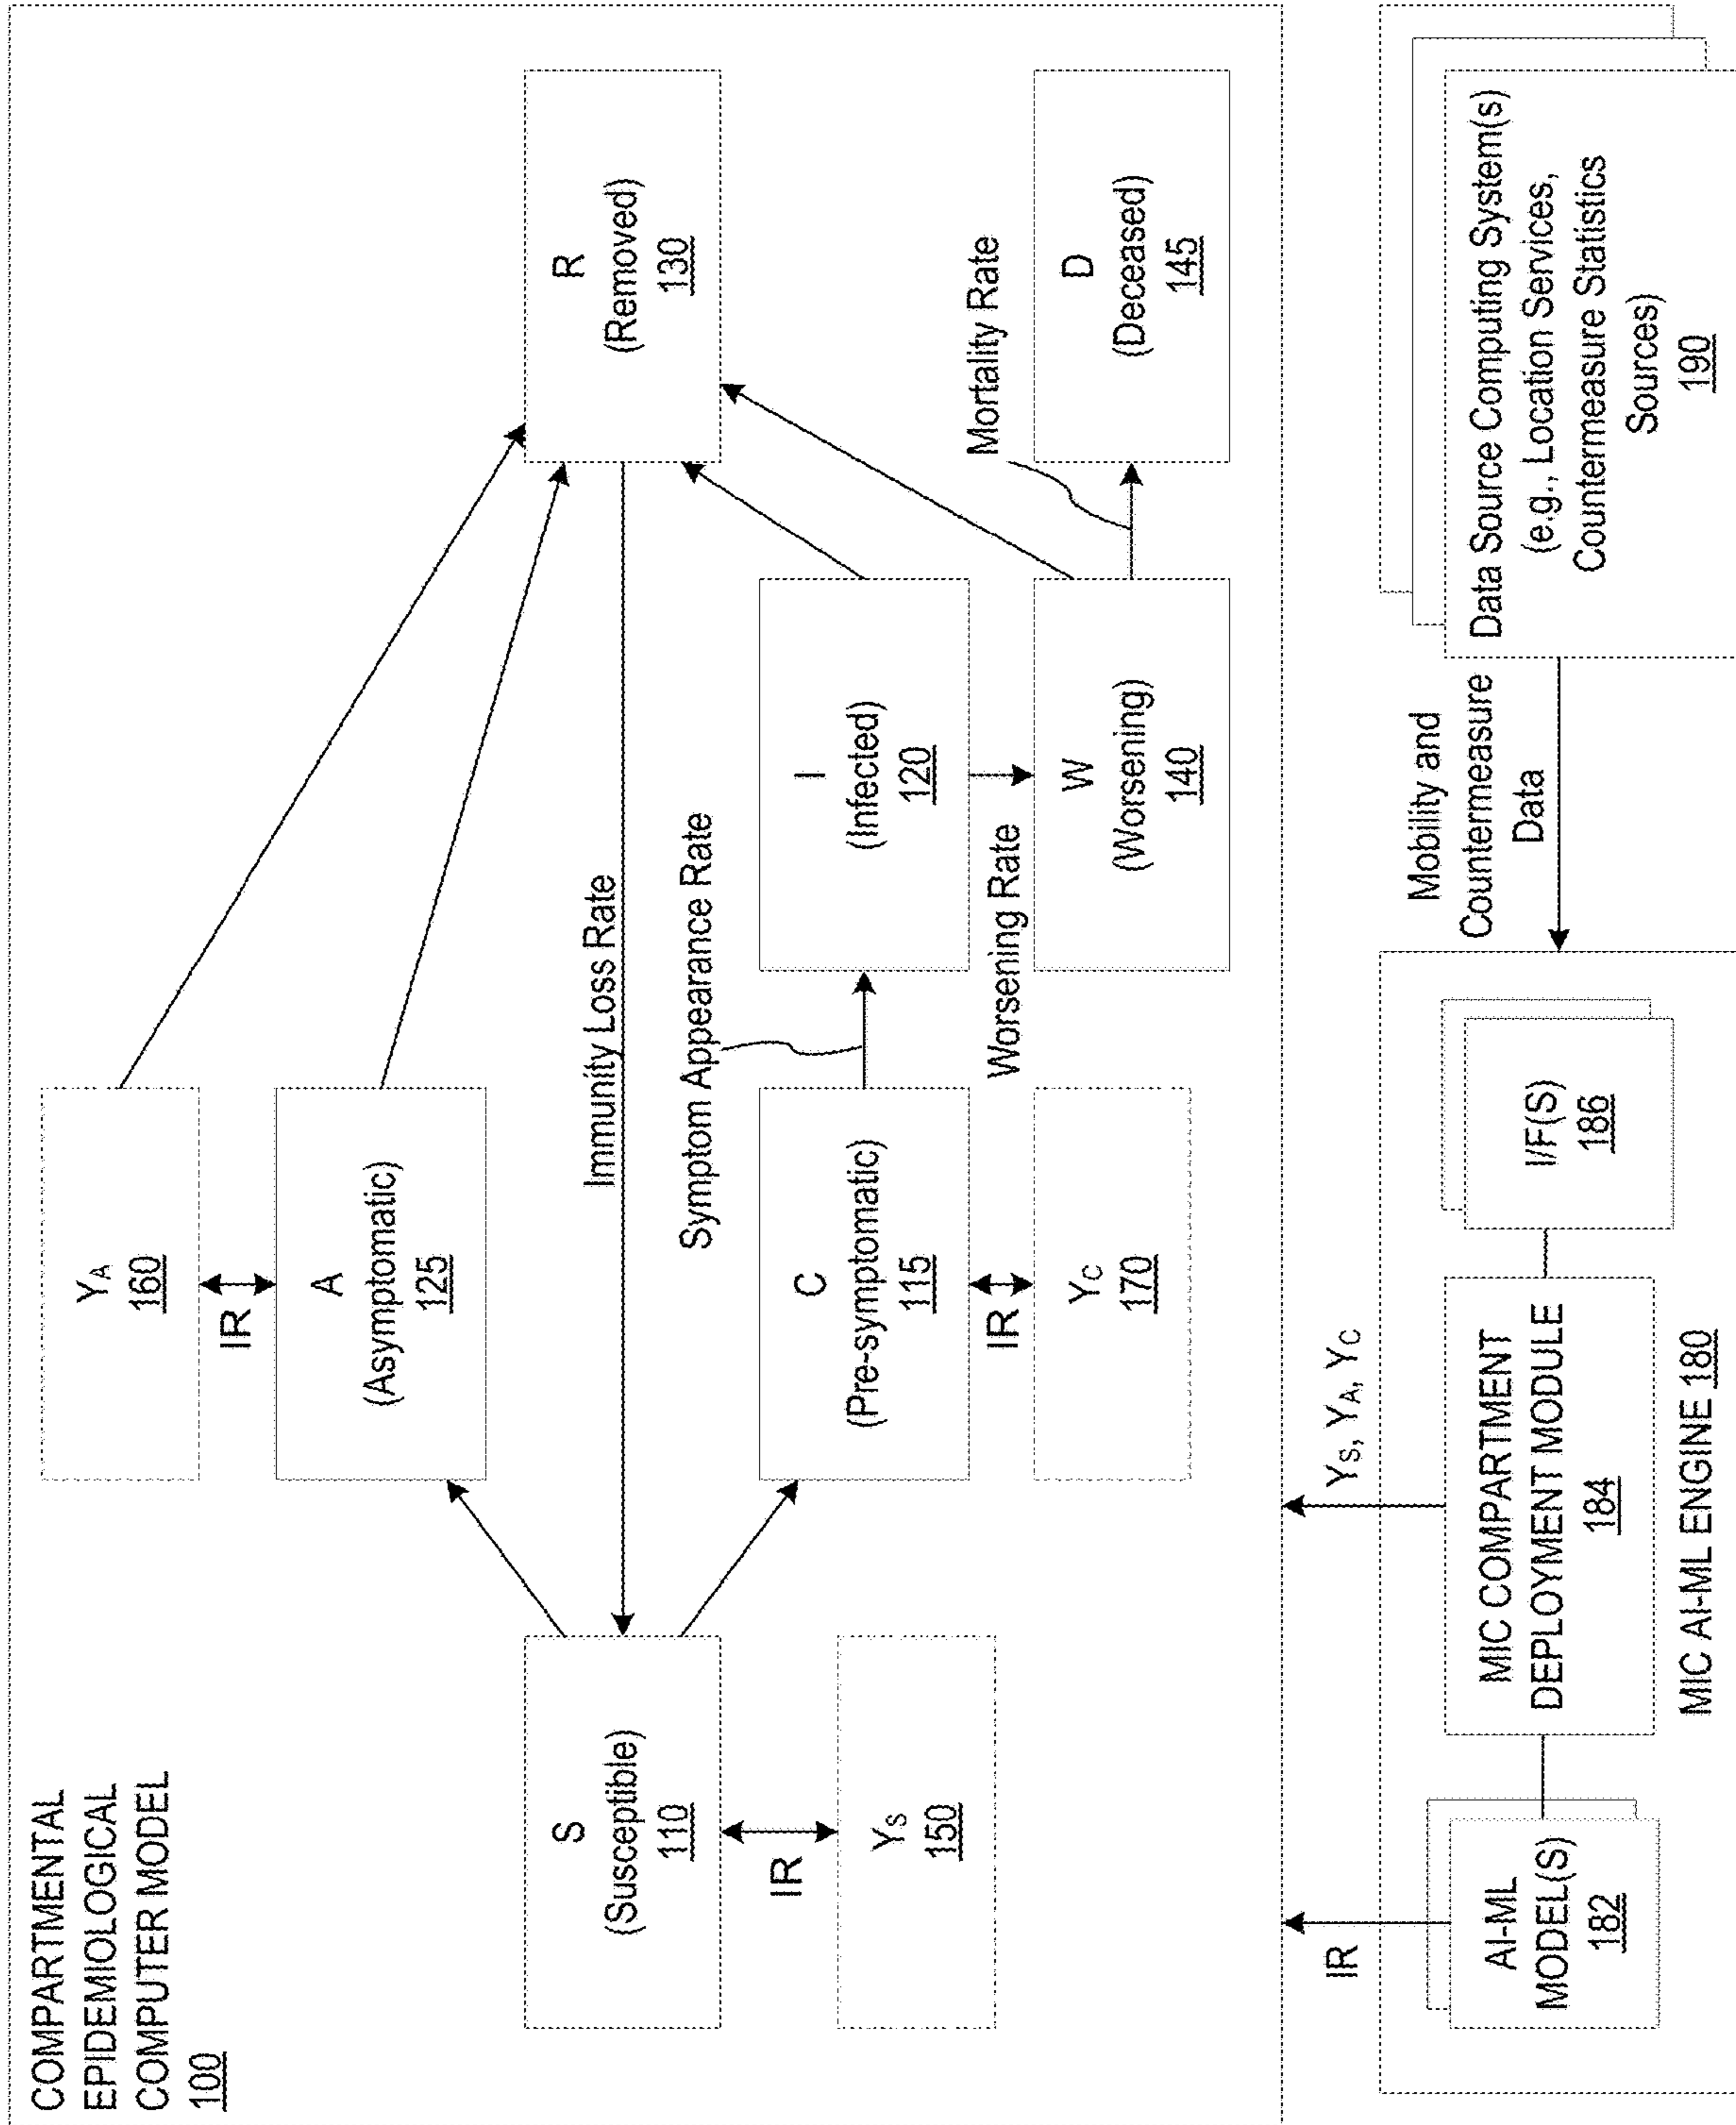 COMPARTMENTAL
EPIDEMIOLOGICAL
COMPUTER MODEL
100
YA
160
IR
A
(Asymptomatic)
125
R
(Removed)
130
Immunity Loss Rate
S
(Susceptible)
110
IR
YS
150
Symptom Appearance Rate
C
(Pre-symptomatic)
115
IR
YC
170
I
(Infected)
120
Worsening Rate
W
(Worsening)
140
Mortality Rate
D
(Deceased)
145
IR
YS, YA, YC
AI-ML
MODEL(S)
182
MIC COMPARTMENT
DEPLOYMENT MODULE
184
I/F(S)
186
MIC AI-ML ENGINE 180
Mobility and
Countermeasure
Data
Data Source Computing System(s)
(e.g., Location Services,
Countermeasure Statistics
Sources)
190